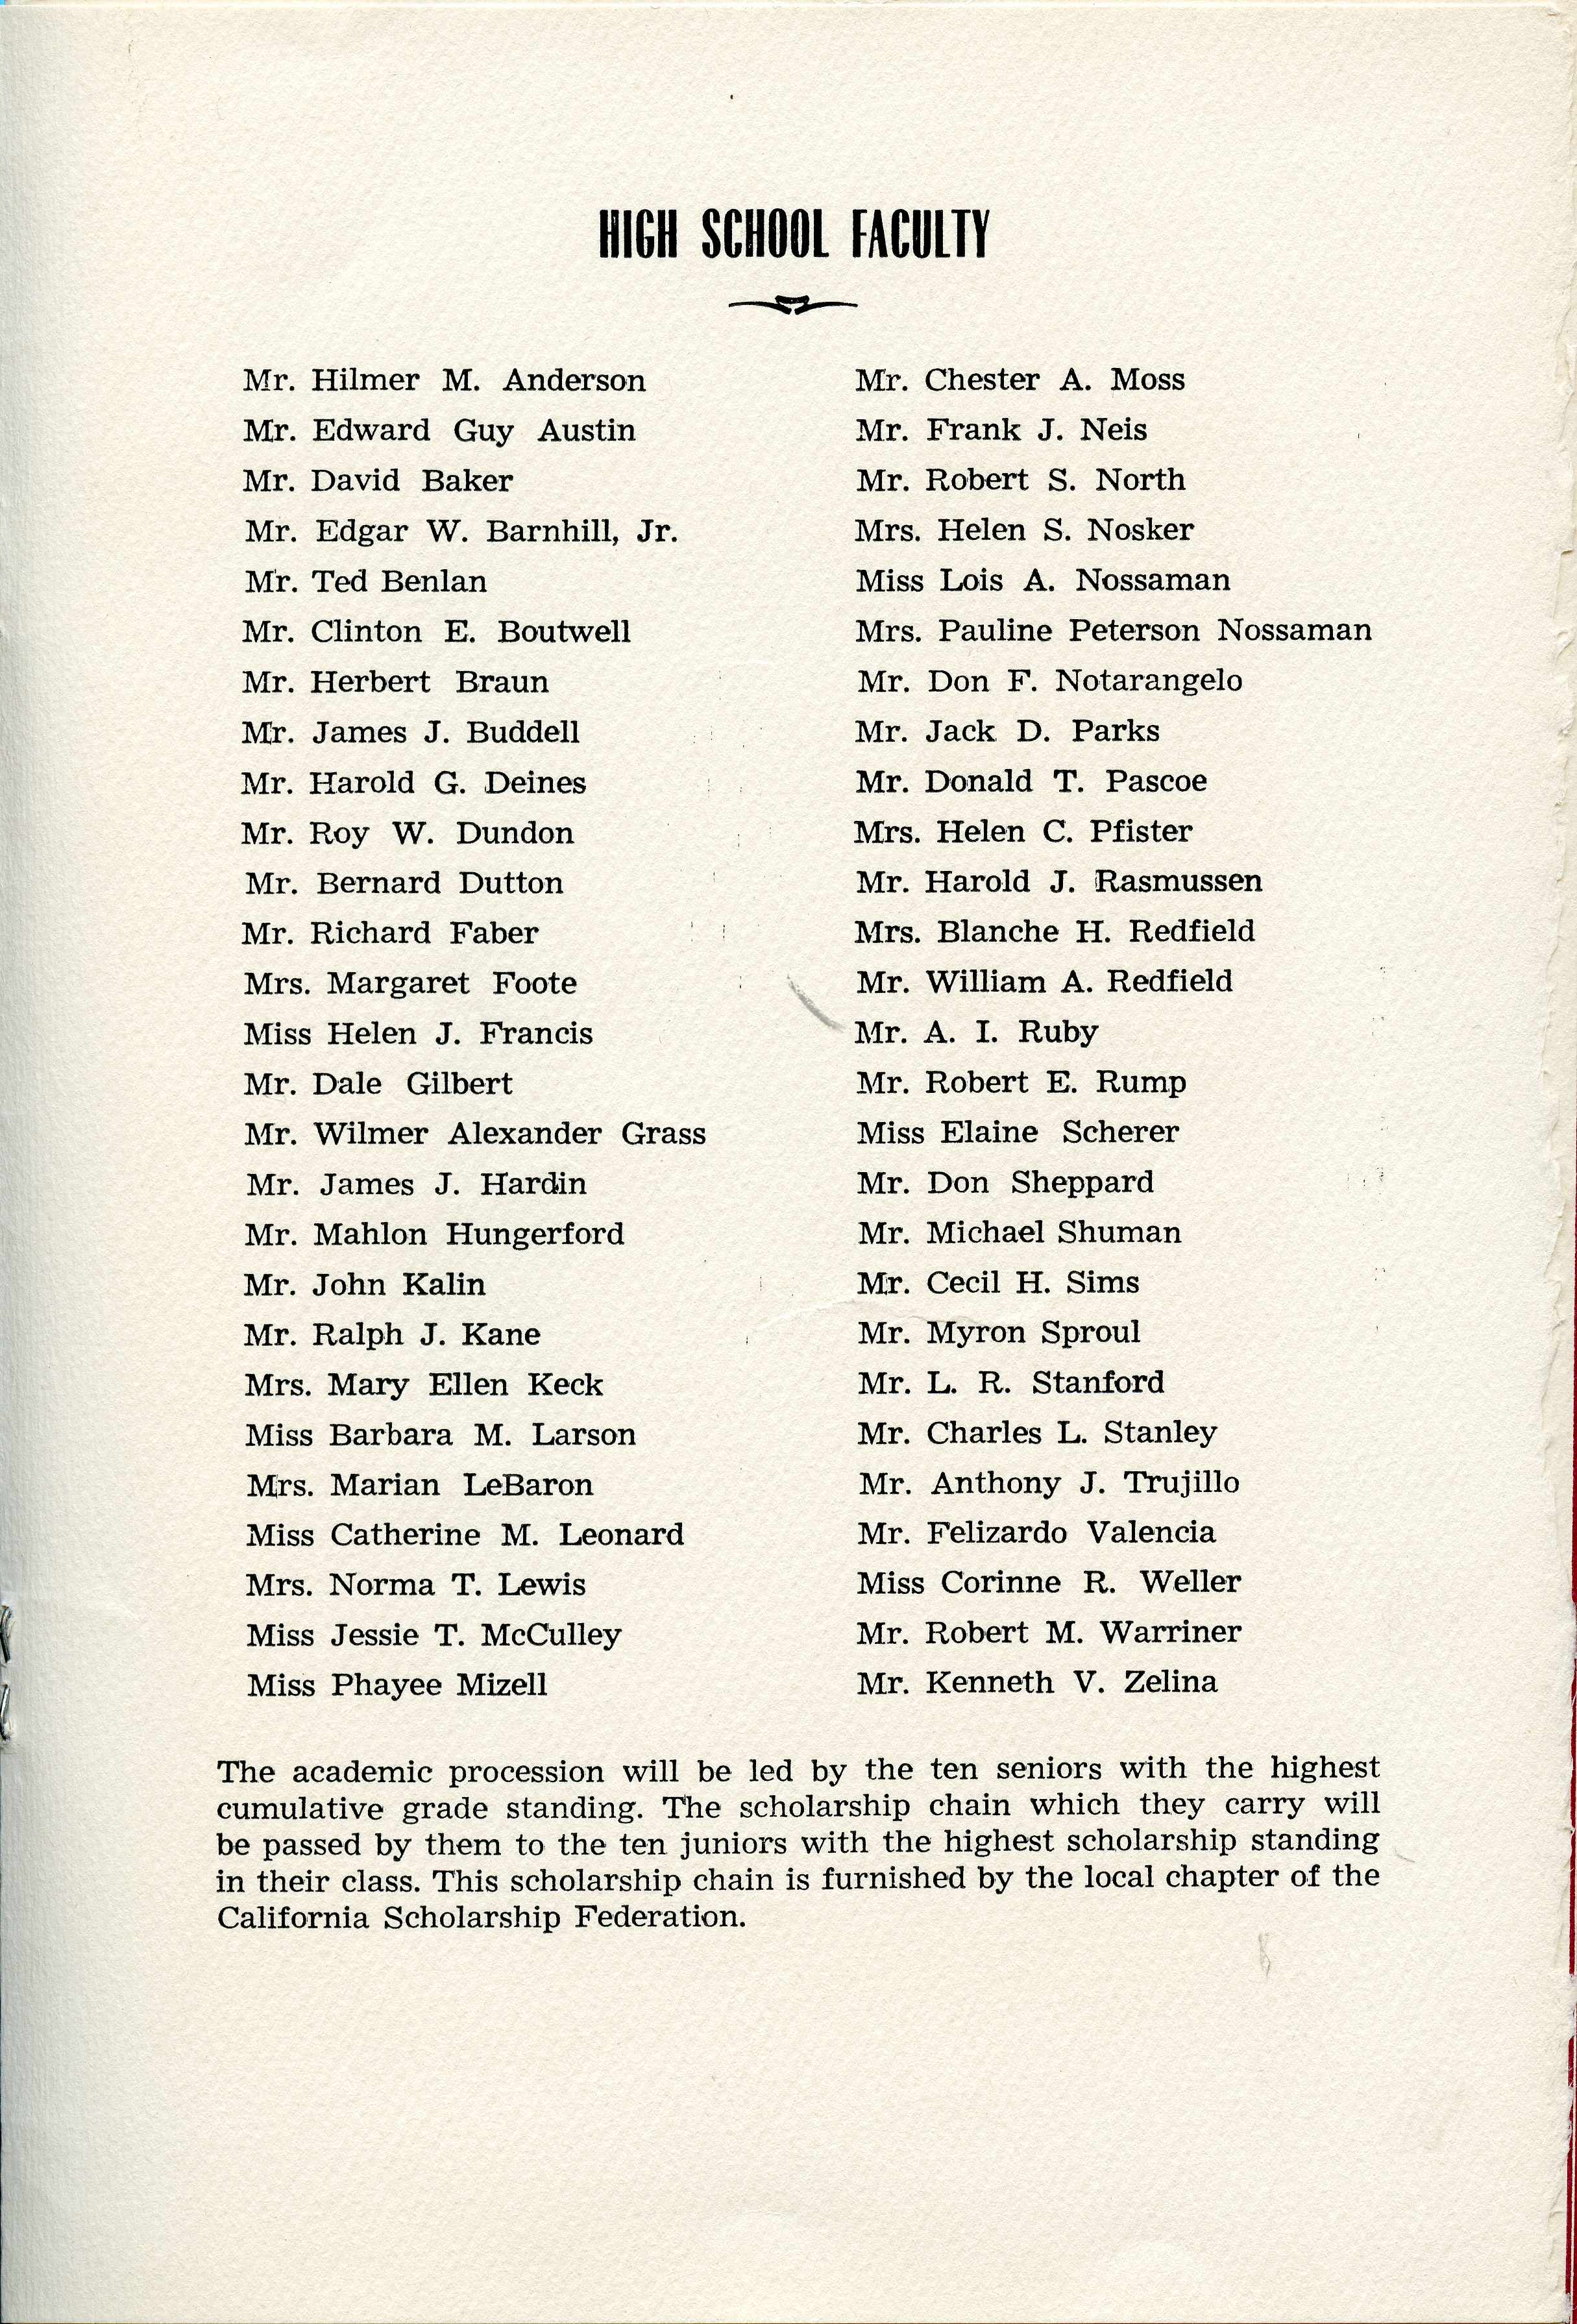 HIGH SCHOOL FACULTY
Mr. Hilmer M. Anderson
Mr. Edward Guy Austin
Mr. David Baker
Mr. Edgar W. Barnhill, Jr.
Mr. Ted Benlan
Mr. Clinton E. Boutwell
Mr. Herbert Braun
Mr. James J. Buddell
Mr. Harold G. Deines
Mr. Roy W. Dundon
Mr. Bernard Dutton
Mr. Richard Faber
Mrs. Margaret Foote
Miss Helen J. Francis
Mr. Dale Gilbert
Mr. Wilmer Alexander Grass
Mr. James J. Hardin
Mr. Mahlon Hungerford
Mr. John Kalin
Mr. Ralph J. Kane
Mrs. Mary Ellen Keck
Miss Barbara M. Larson
Mrs. Marian LeBaron
Miss Catherine M. Leonard
Mrs. Norma T. Lewis
Miss Jessie T. McCulley
Miss Phayee Mizell
Mr. Chester A. Moss
Mr. Frank J. Neis
Mr. Robert S. North
Mrs. Helen S. Nosker
Miss Lois A. Nossaman
Mrs. Pauline Peterson Nossaman
Mr. Don F. Notarangelo
Mr. Jack D. Parks
Mr. Donald T. Pascoe
Mrs. Helen C. Pfister
Mr. Harold J. Rasmussen
Mrs. Blanche H. Redfield
Mr. William A. Redfield
Mr. A. I. Ruby
Mr. Robert E. Rump
Miss Elaine Scherer
Mr. Don Sheppard
Mr. Michael Shuman
Mr. Cecil H. Sims
Mr. Myron Sproul
Mr. L. R. Stanford
Mr. Charles L. Stanley
Mr. Anthony J. Trujillo
Mr. Felizardo Valencia
Miss Corinne R. Weller
Mr. Robert M. Warriner
Mr. Kenneth V. Zelina
The academic procession will be led by the ten seniors with the highest
cumulative grade standing. The scholarship chain which they carry will
be passed by them to the ten juniors with the highest scholarship standing
in their class. This scholarship chain is furnished by the local chapter of the
California Scholarship Federation.